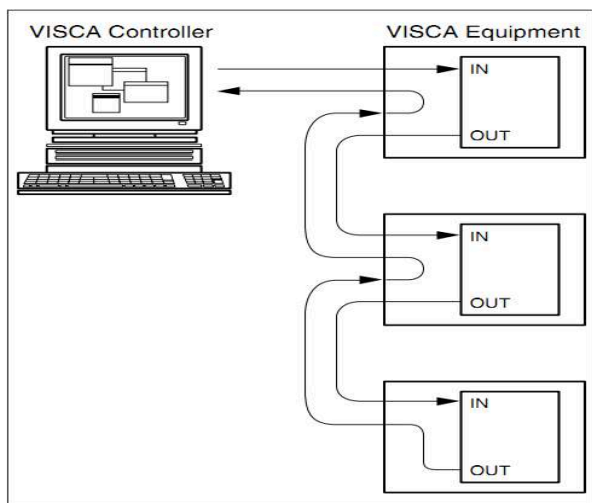 VISCA Controller
VISCA Equipment
IN
OUT
IN
OUT
IN
OUT